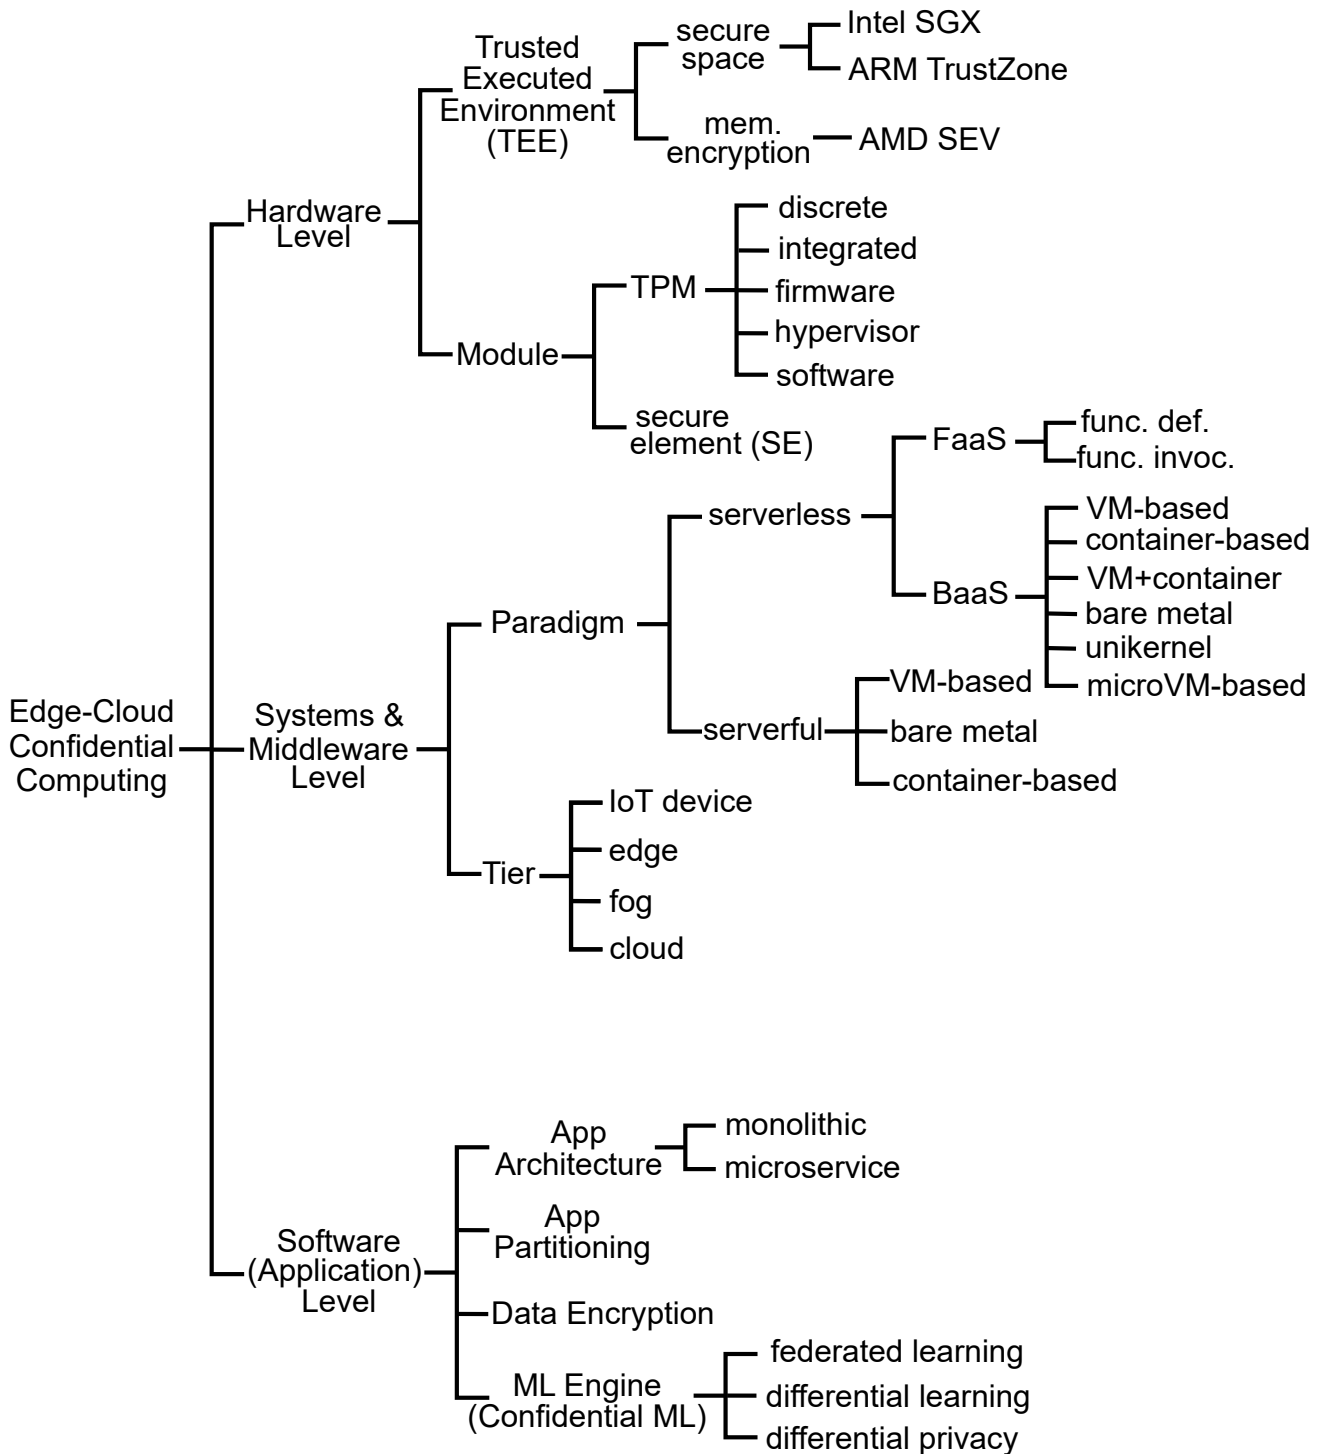 Edge-Cloud
Confidential
Computing
Hardware
Level
Trusted
Executed
Environment
(TEE)
secure
space
Intel SGX
ARM TrustZone
mem.
encryption
AMD SEV
Module
TPM
discrete
integrated
firmware
hypervisor
software
secure
element (SE)
Systems &
Middleware
Level
Paradigm
serverless
FaaS
func. def.
func. invoc.
BaaS
VM-based
container-based
VM+container
bare metal
unikernel
microVM-based
serverful
VM-based
bare metal
container-based
Tier
IoT device
edge
fog
cloud
Software
(Application)
Level
App
Architecture
monolithic
microservice
App
Partitioning
Data Encryption
ML Engine
(Confidential ML)
federated learning
differential learning
differential privacy